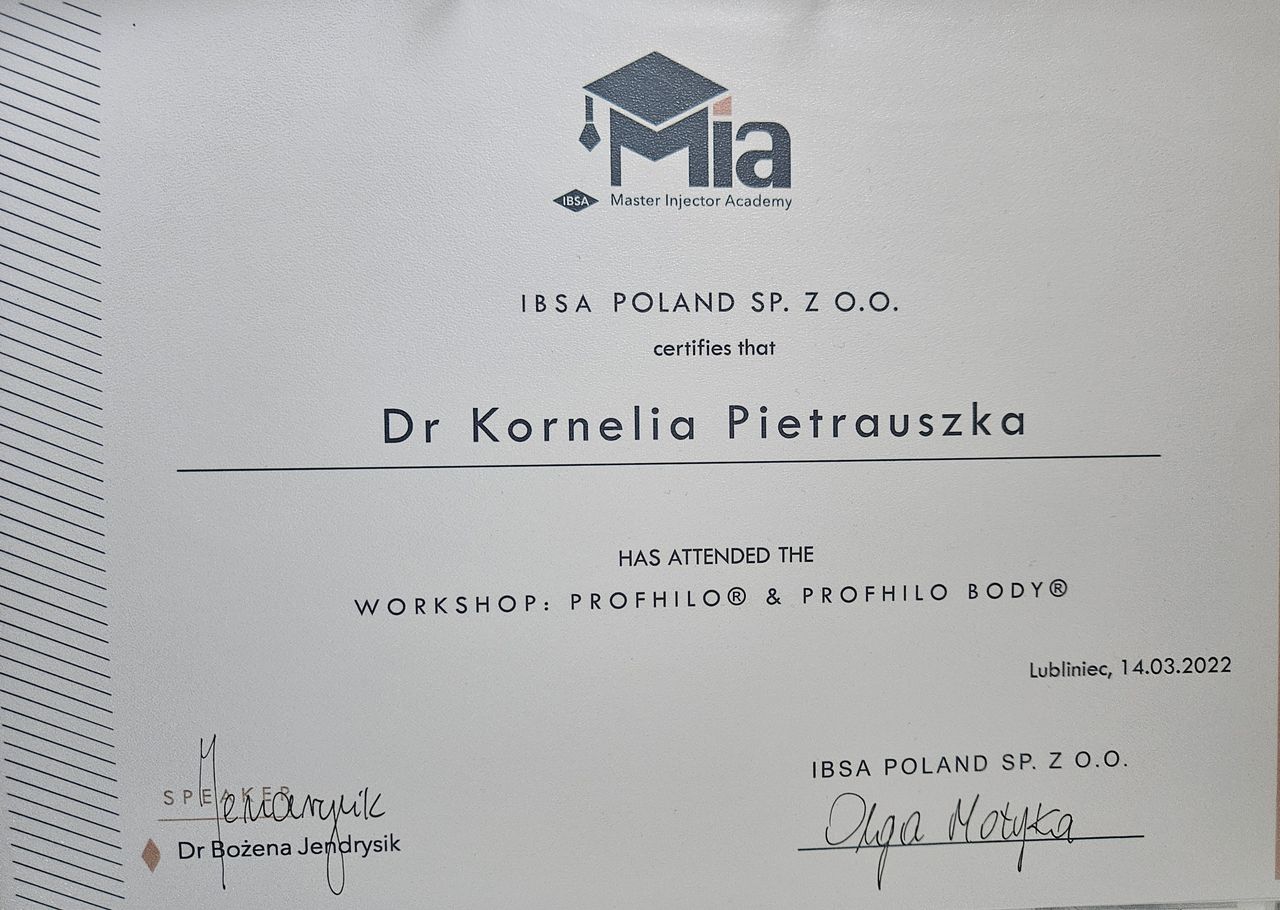 Mia
IBSA Master Injector Academy
IBSA POLAND SP. Z O.O.
certifies that
Dr Kornelia Pietrauszka
HAS ATTENDED THE
WORKSHOP: PROFHILO® & PROFHILO BODY®
Lubliniec, 14.03.2022
SPEAKER
Jendrysik
Dr Bożena Jendrysik
IBSA POLAND SP. Z O.O.
Olga Motyka